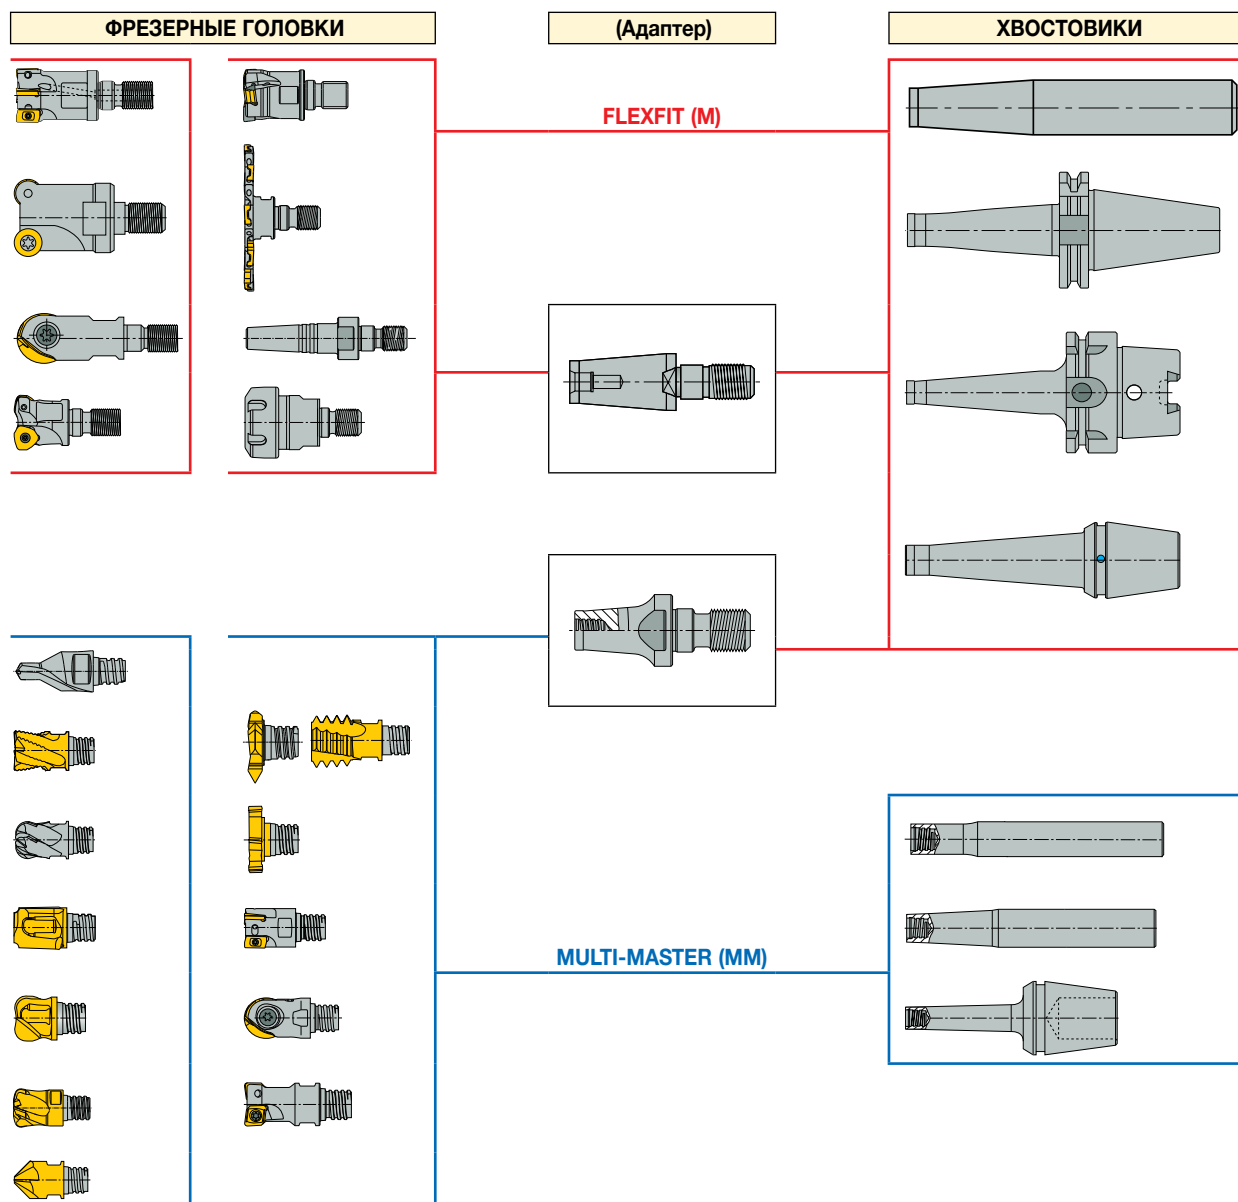 ФРЕЗЕРНЫЕ ГОЛОВКИ
(Адаптер)
ХВОСТОВИКИ
FLEXFIT (M)
MULTI-MASTER (MM)